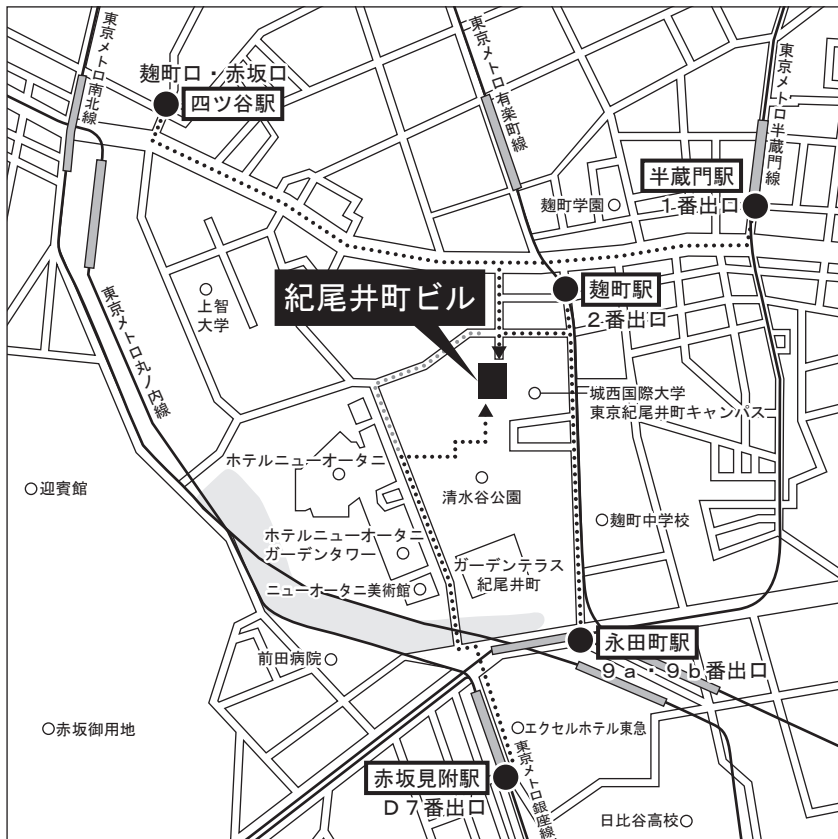 東京メトロ南北線
麹町口・赤坂口
四ツ谷駅
東京メトロ有楽町線
東京メトロ半蔵門線
半蔵門駅
1番出口
麹町学園
上智
大学
紀尾井町ビル
麹町駅
2番出口
東京メトロ丸ノ内線
城西国際大学
東京紀尾井町キャンパス
ホテルニューオータニ
迎賓館
清水谷公園
麹町中学校
ホテルニューオータニ
ガーデンタワー
ガーデンテラス
紀尾井町
ニューオータニ美術館
永田町駅
9a・9b番出口
前田病院
赤坂御用地
エクセルホテル東急
東京メトロ銀座線
赤坂見附駅
D7番出口
日比谷高校